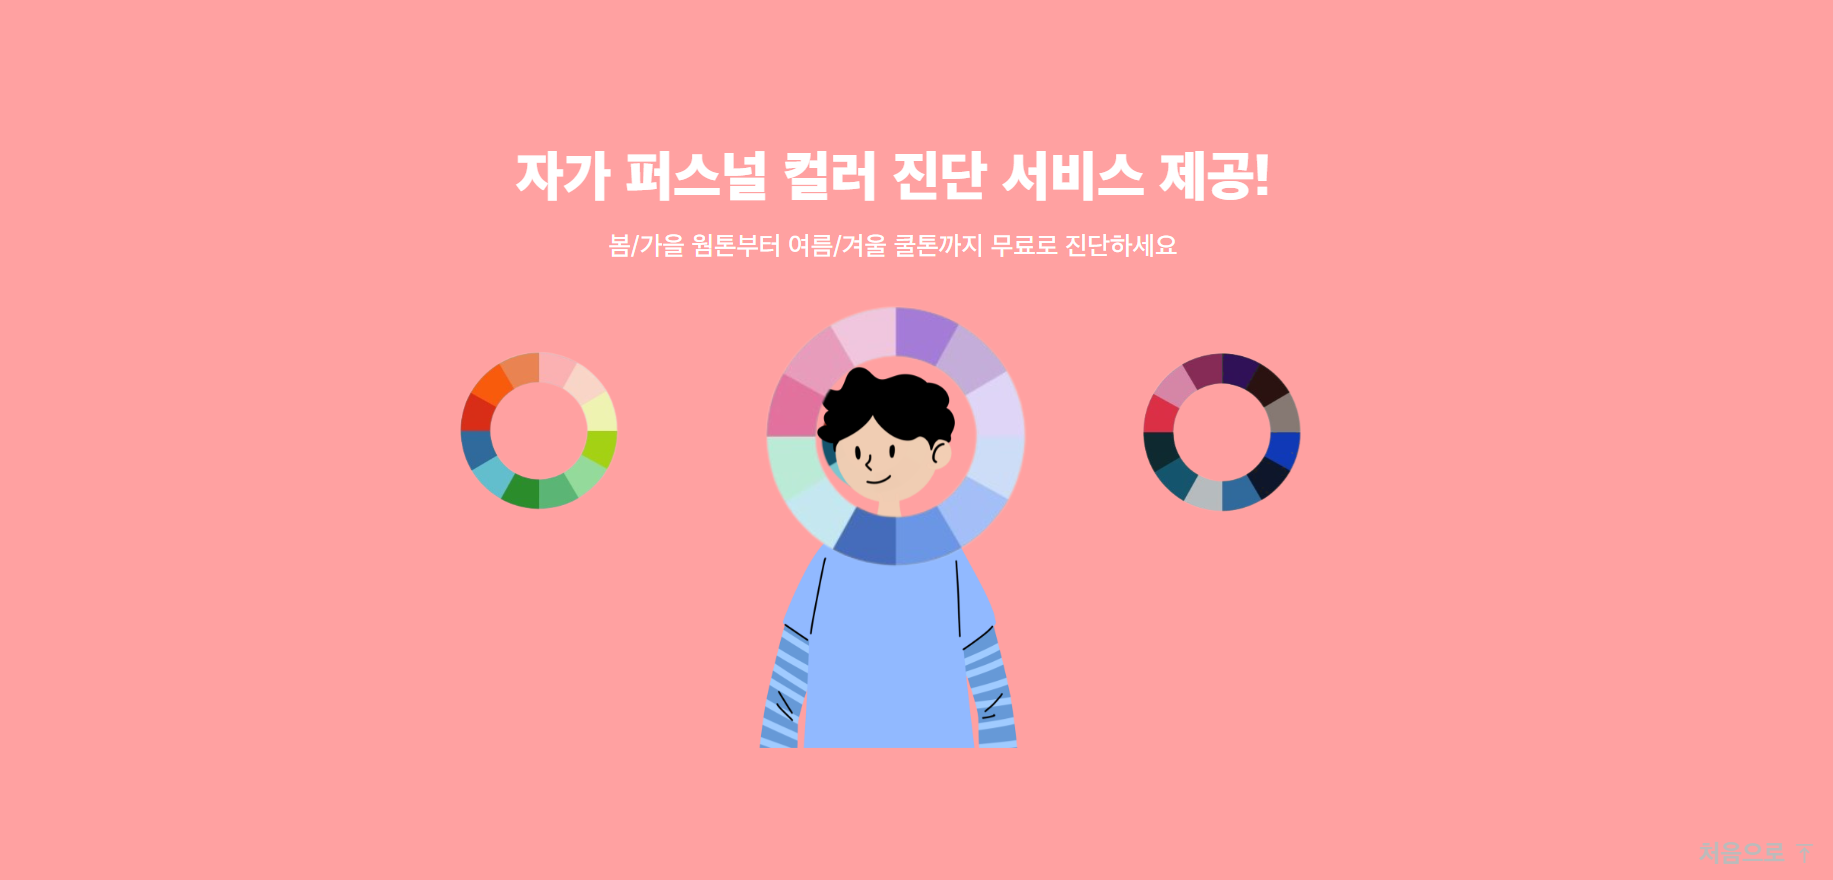 자가 퍼스널 컬러 진단 서비스 제공!
봄/가을 웜톤부터 여름/겨울 쿨톤까지 무료로 진단하세요
처음으로